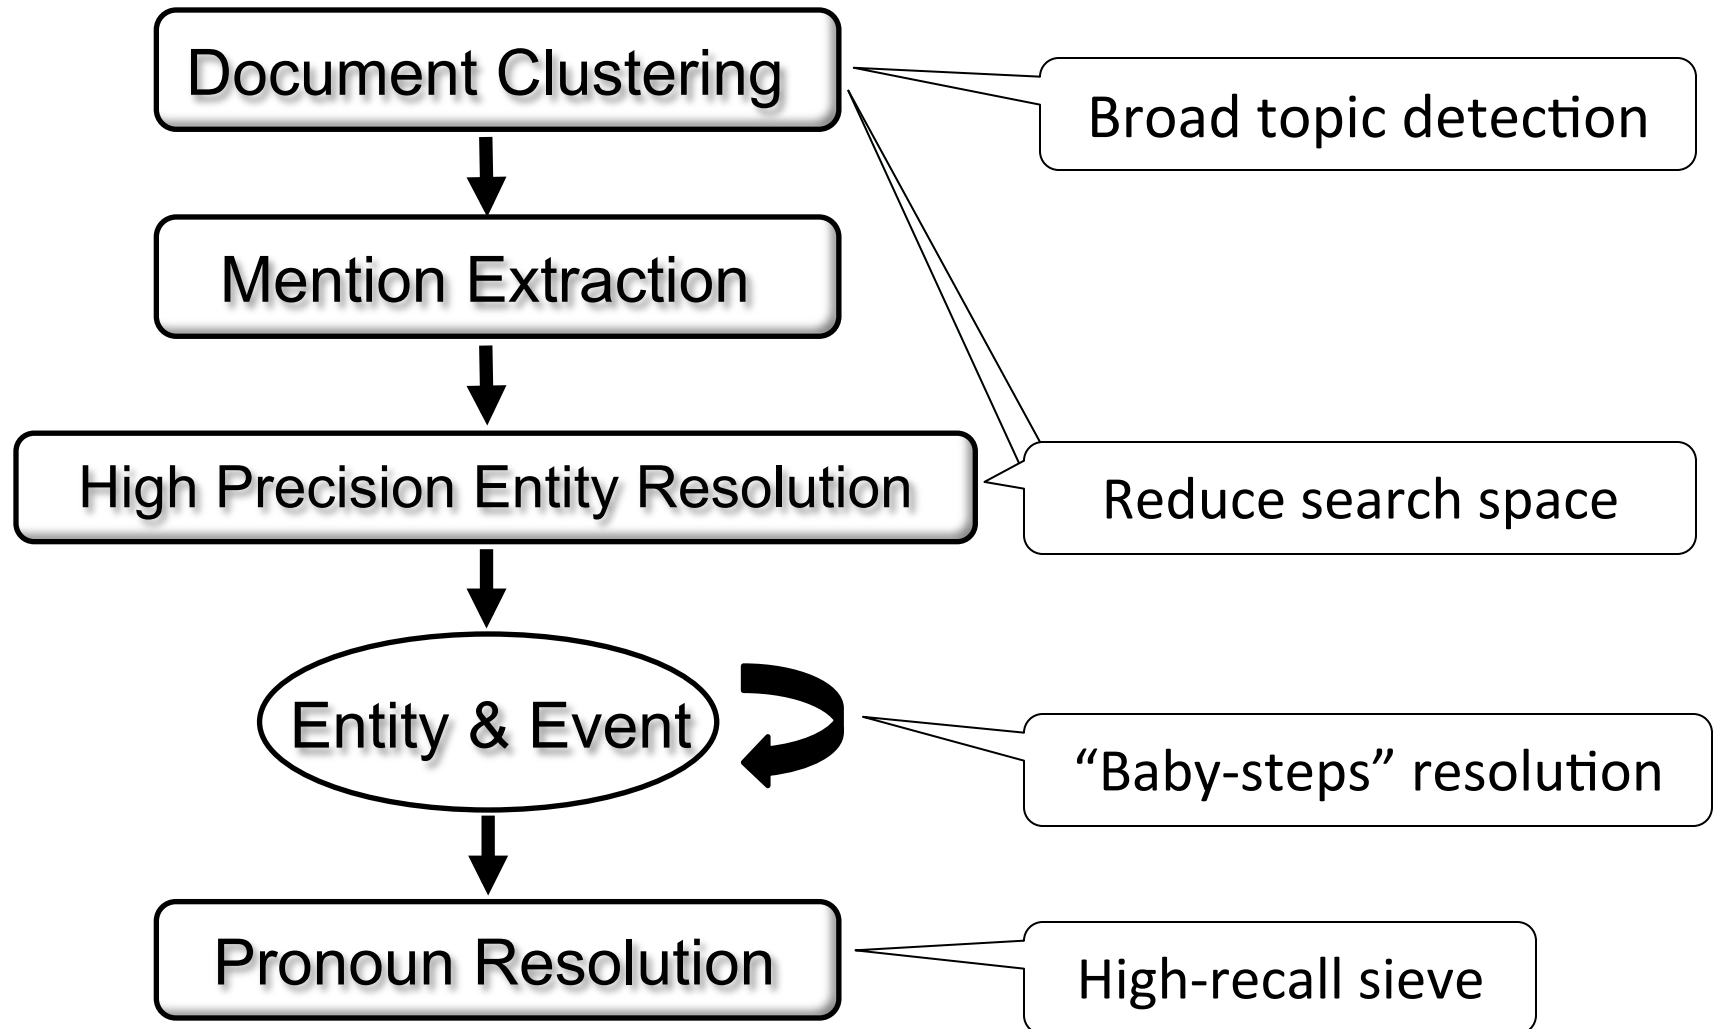 Document Clustering
Broad topic detection
Mention Extraction
High Precision Entity Resolution
Reduce search space
Entity & Event
“Baby-steps” resolution
Pronoun Resolution
High-recall sieve